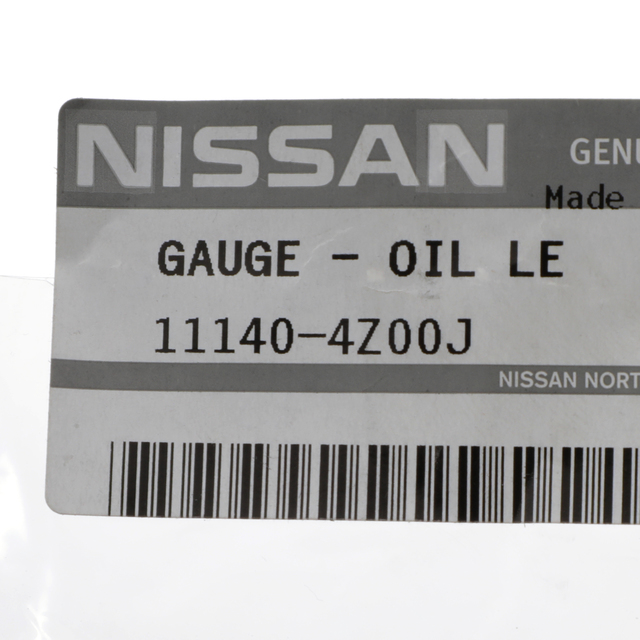 NISSAN GENU
Made
GAUGE - OIL LE
11140-4Z00J
NISSAN NORT